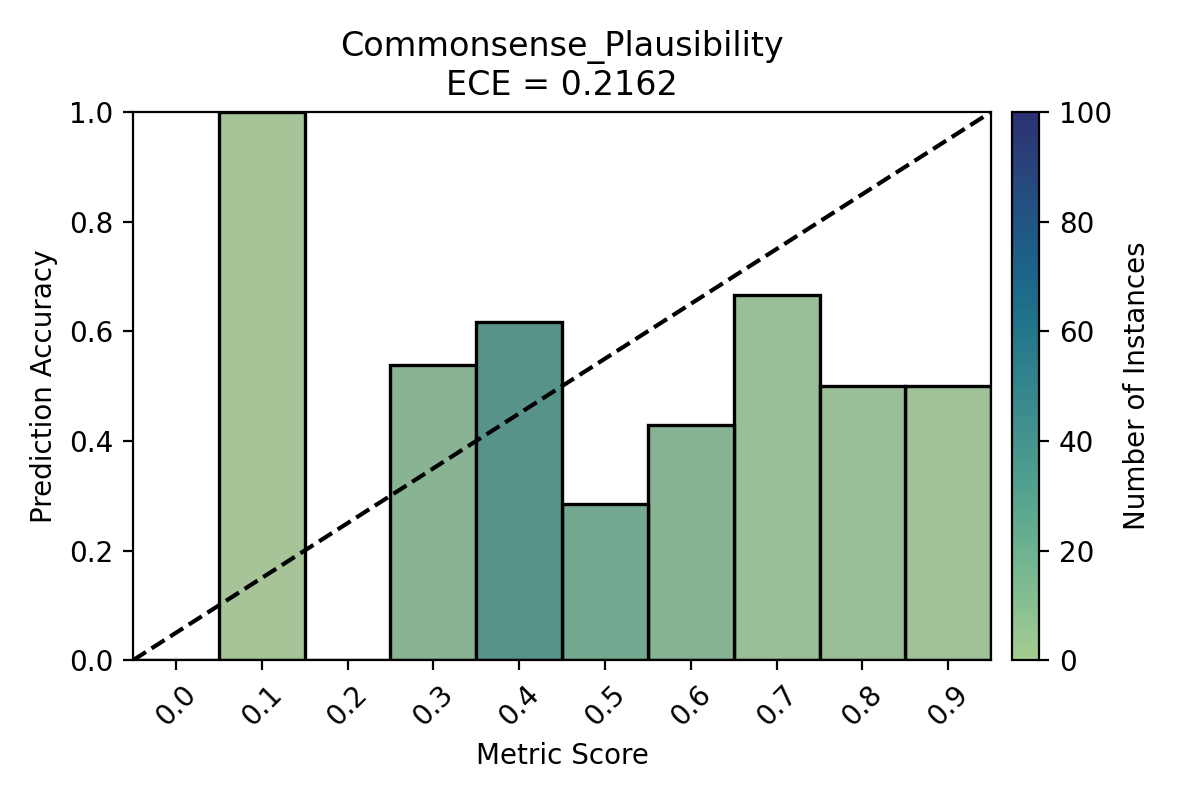 Commonsense_Plausibility
ECE = 0.2162
1.0
0.8
0.6
0.4
0.2
0.0
Prediction Accuracy
0.0 0.1 0.2 0.3 0.4 0.5 0.6 0.7 0.8 0.9
Metric Score
100
80
60
40
20
0
Number of Instances